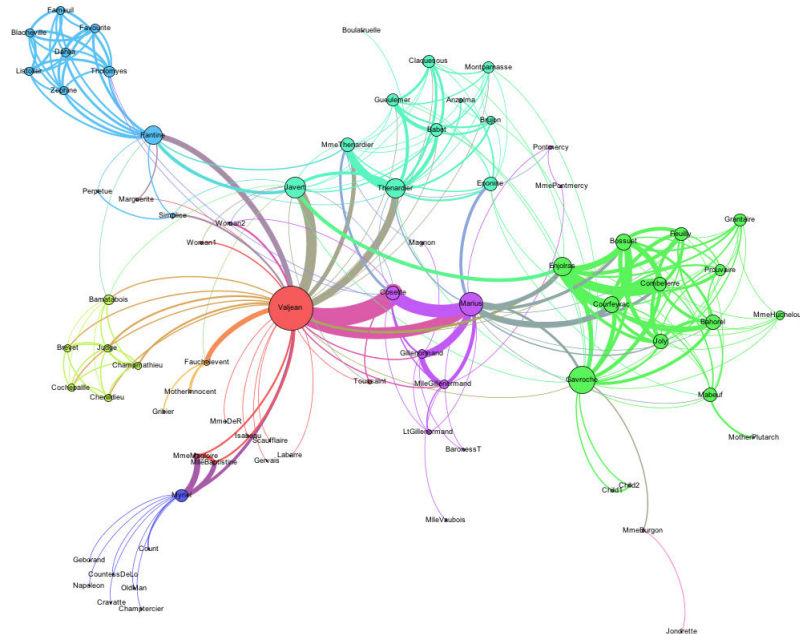 Fameuil
Favourite
Blacheville
Dahlia
Listolier
Tholomyes
Zephine
Boulatruelle
Claquesous
Montparnasse
Gueulemer
Anzelma
Brujon
Babet
Fantine
MmeThenardier
Pontmercy
Javert
Thenardier
Eponine
MmePontmercy
Perpetue
Marguerite
Simplice
Woman2
Woman1
Magnon
Grantaire
Feuilly
Bossuet
Enjolras
Combeferre
Prouvaire
Bamatabois
Cosette
Valjean
Marius
Courfeyrac
Bahorel
MmeHucheloup
Joly
Brevet
Judge
Champmathieu
Fauchelevent
Gillenormand
Toussaint
MlleGillenormand
Gavroche
Cochepaille
Chenildieu
MotherInnocent
Mabeuf
Gribier
MmeDeR
Isabeau
Scaufflaire
LtGillenormand
MotherPlutarch
BaronessT
MmeMagloire
MlleBaptistine
Gervais
Labarre
Myriel
Child2
Child1
MlleVaubois
MmeBurgon
Count
Geborand
CountessDeLo
Napoleon
OldMan
Cravatte
Champtercier
Jondrette